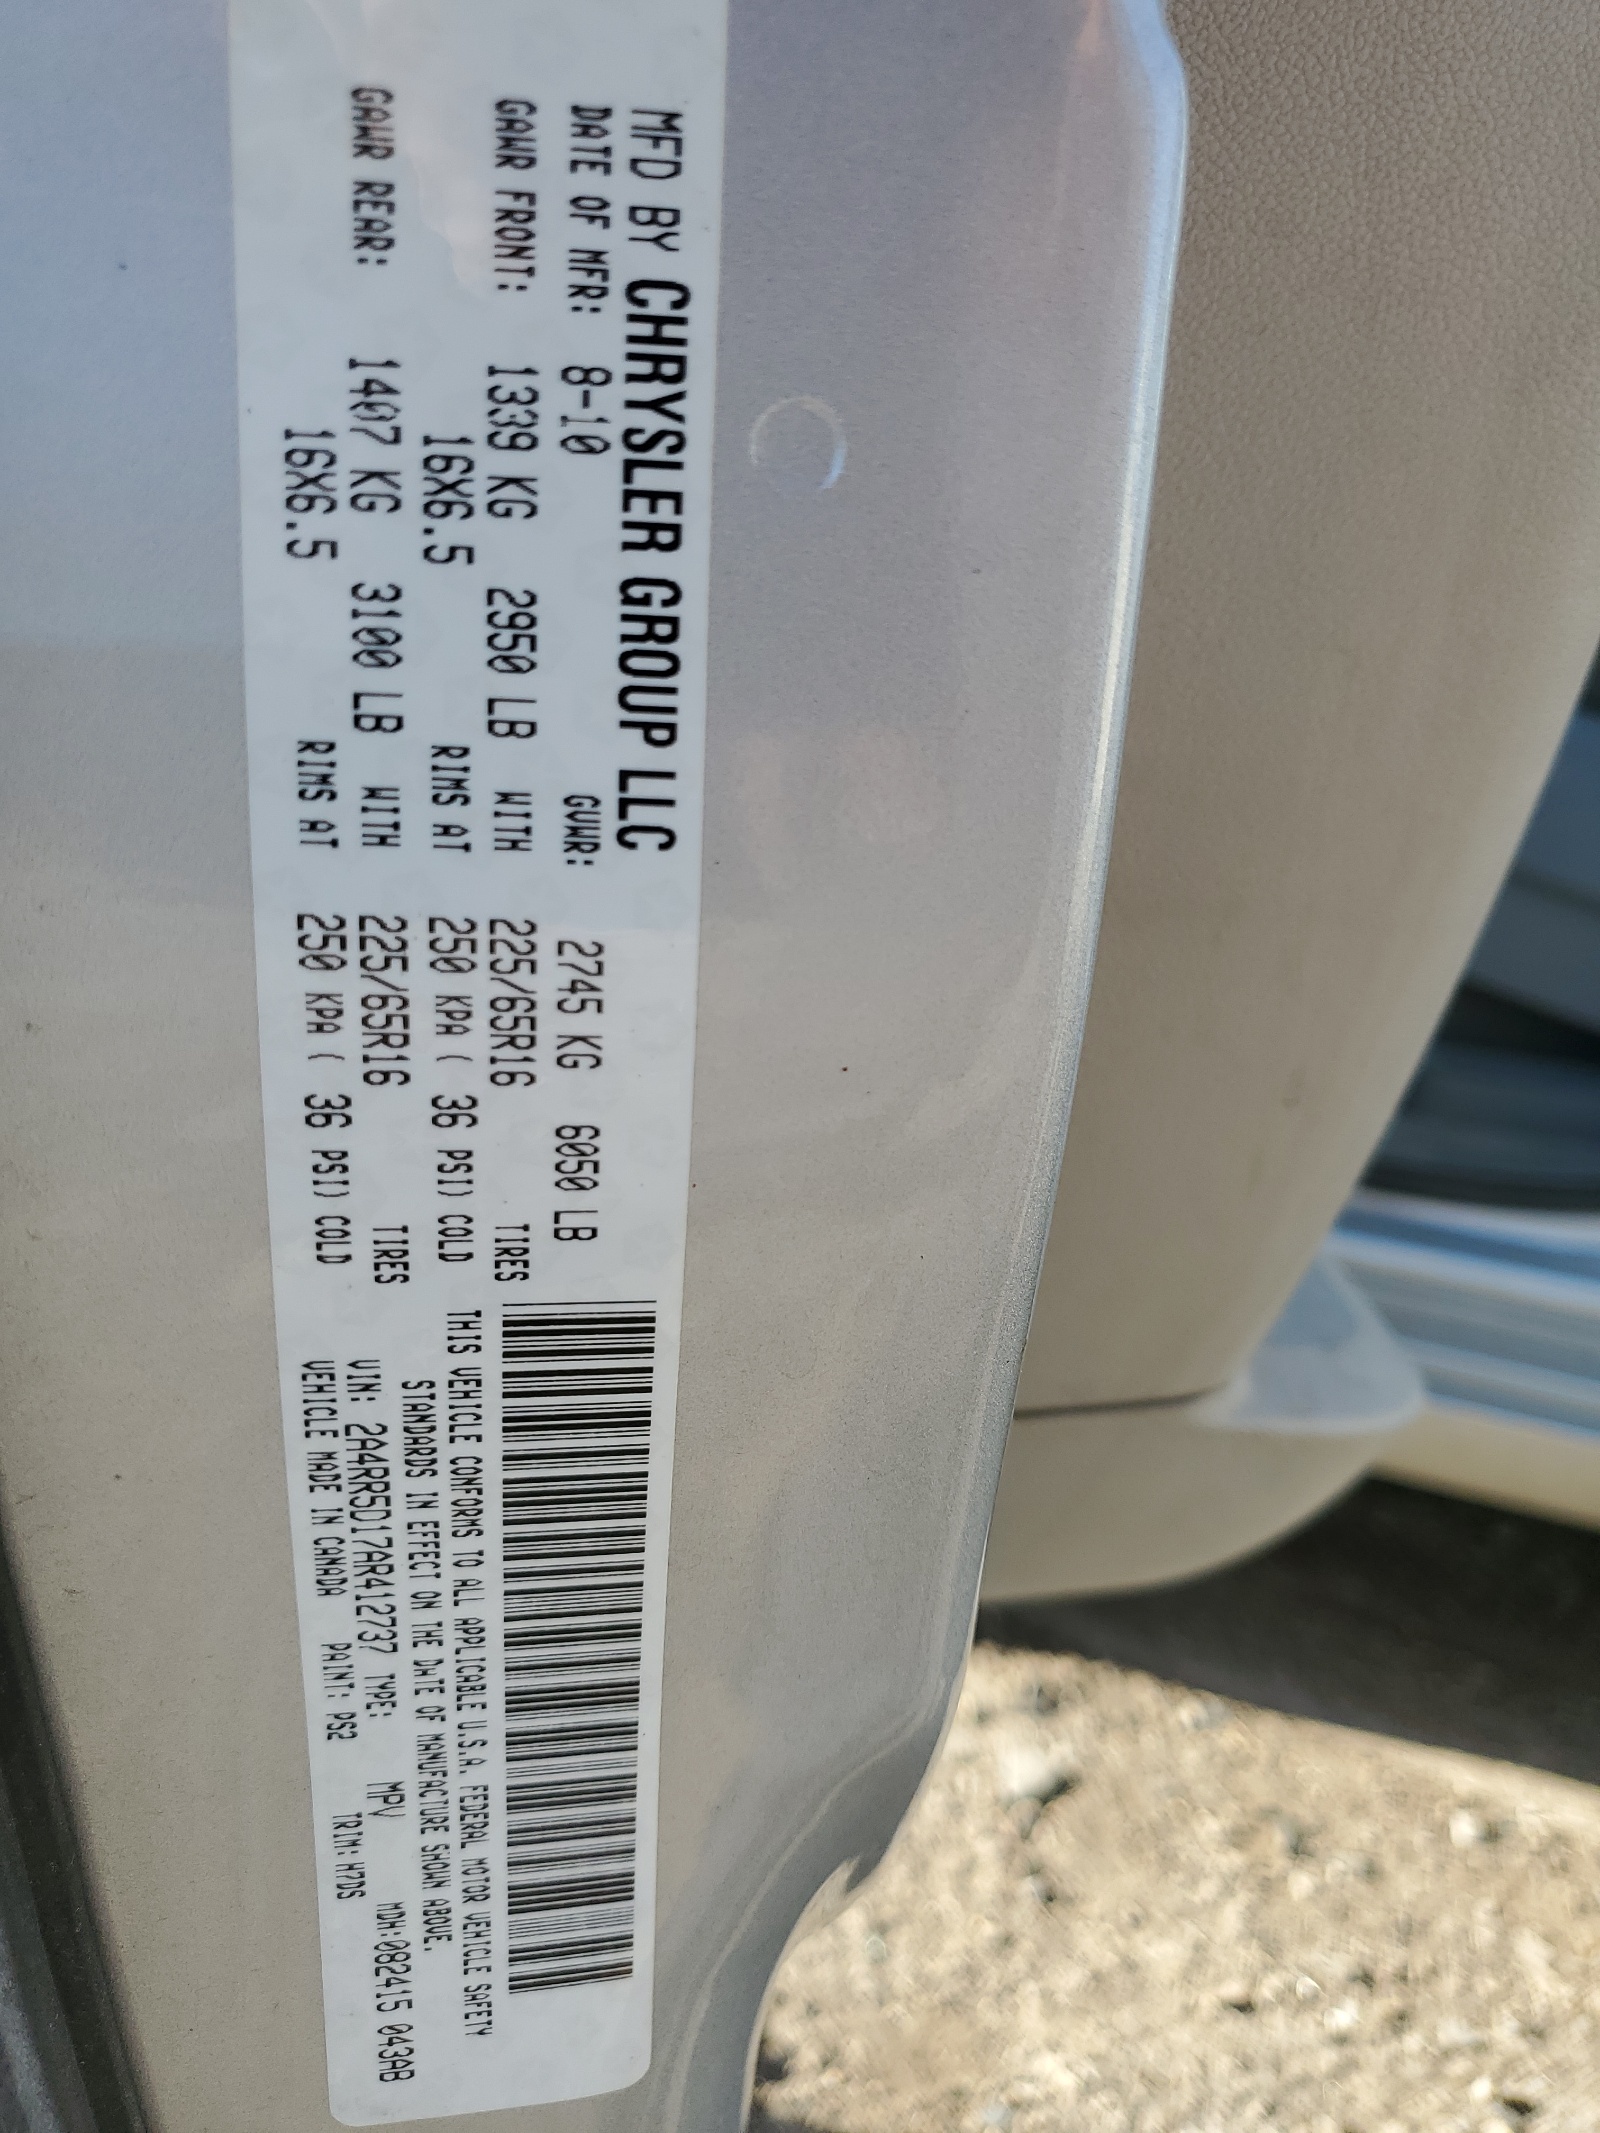 MFD BY CHRYSLER GROUP LLC
DATE OF MFR: 8-10 GVWR: 2745 KG 6050 LB
GAWR FRONT: 1339 KG 2950 LB WITH 225/65R16 TIRES
16X6.5 RIMS AT 250 KPA ( 36 PSI) COLD
GAWR REAR: 1407 KG 3100 LB WITH 225/65R16 TIRES
16X6.5 RIMS AT 250 KPA ( 36 PSI) COLD
THIS VEHICLE CONFORMS TO ALL APPLICABLE U.S.A. FEDERAL MOTOR VEHICLE SAFETY
STANDARDS IN EFFECT ON THE DATE OF MANUFACTURE SHOWN ABOVE.
VIN: 2A4RR5D17AR412737 TYPE: MPV MDH:082415 043AB
VEHICLE MADE IN CANADA PAINT: PS2 TRIM: H7DS